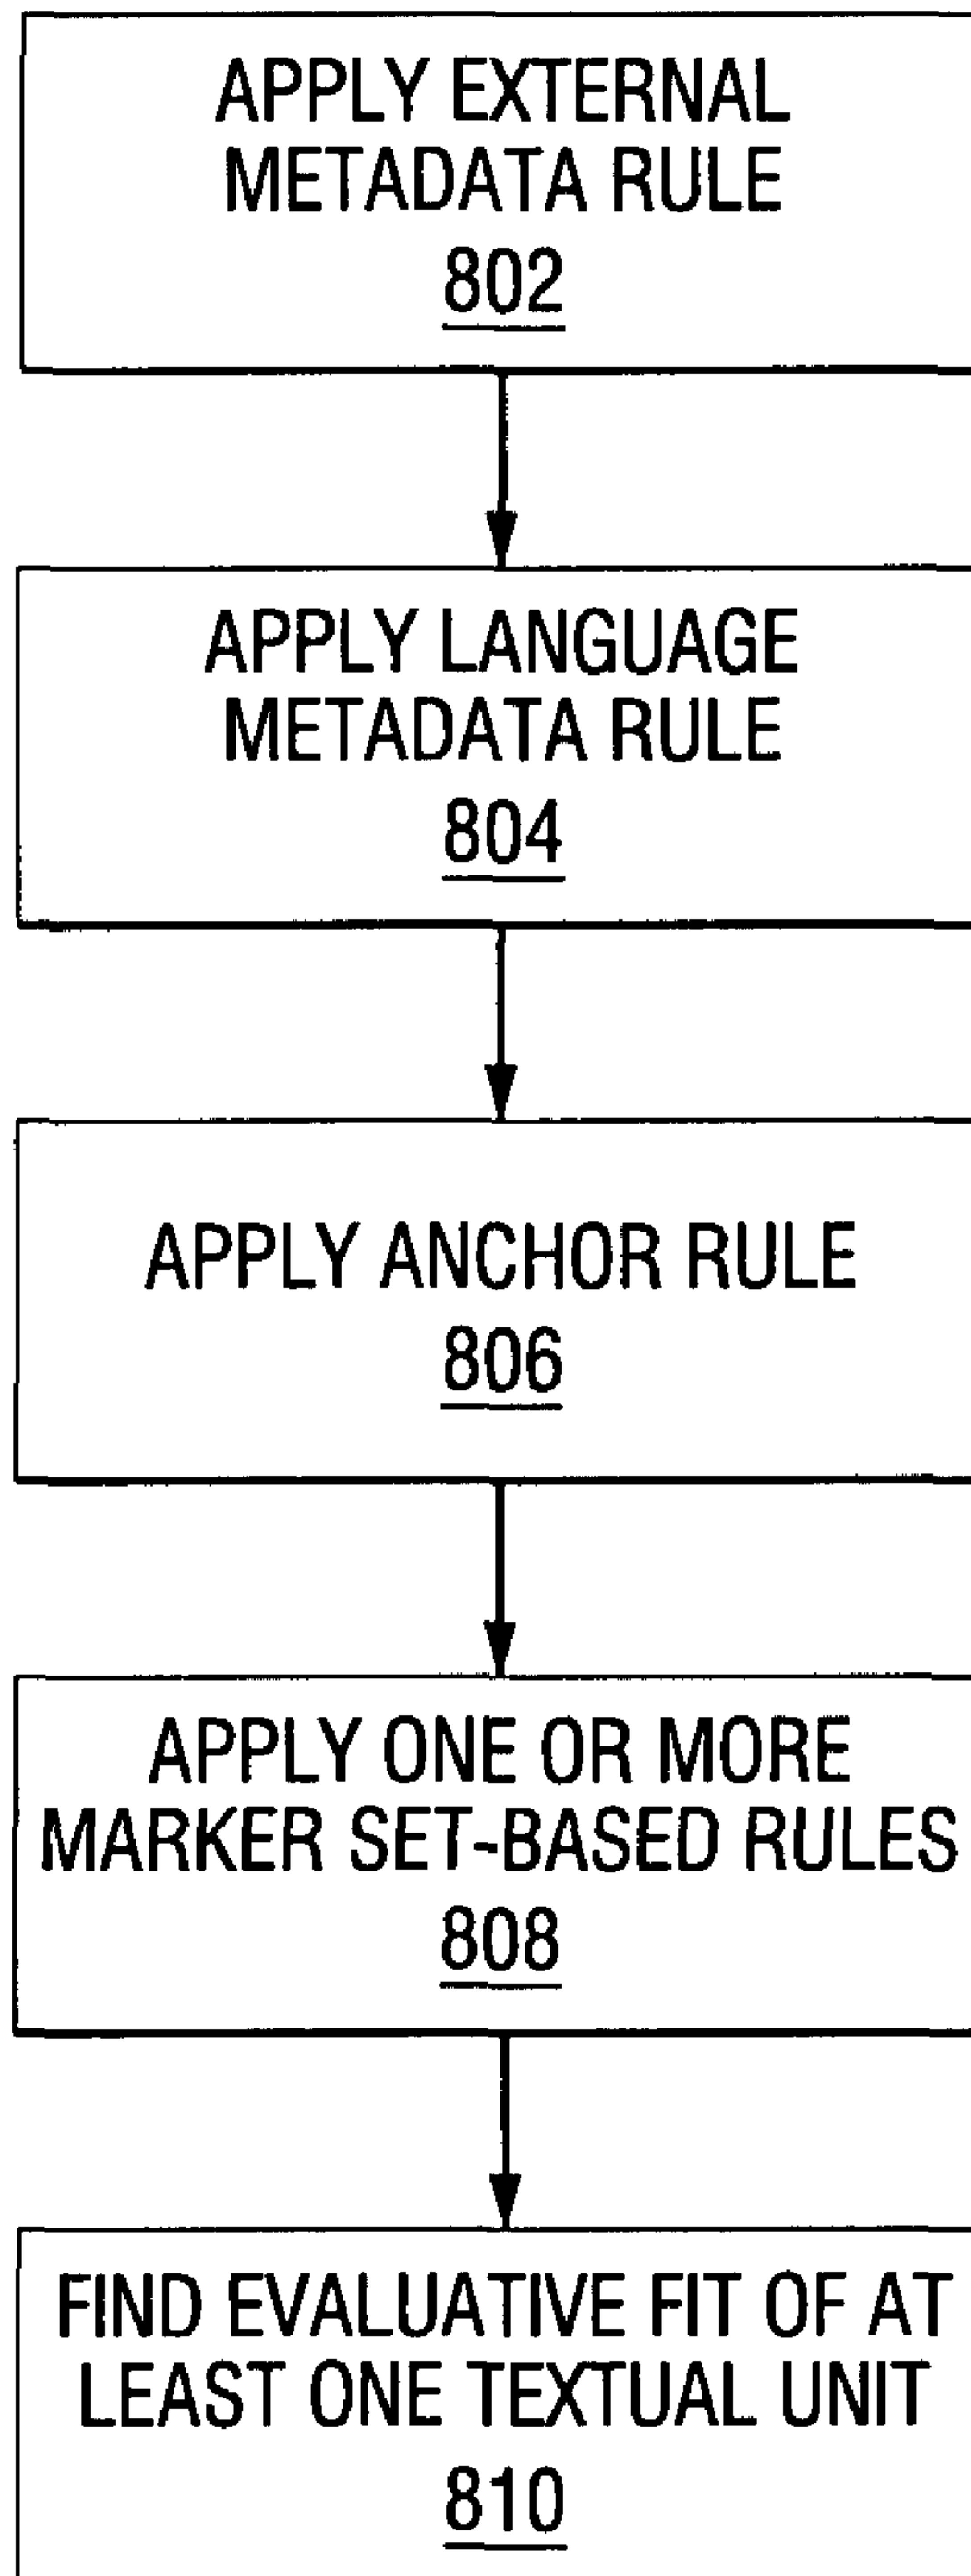 APPLY EXTERNAL
METADATA RULE
802
APPLY LANGUAGE
METADATA RULE
804
APPLY ANCHOR RULE
806
APPLY ONE OR MORE
MARKER SET-BASED RULES
808
FIND EVALUATIVE FIT OF AT
LEAST ONE TEXTUAL UNIT
810